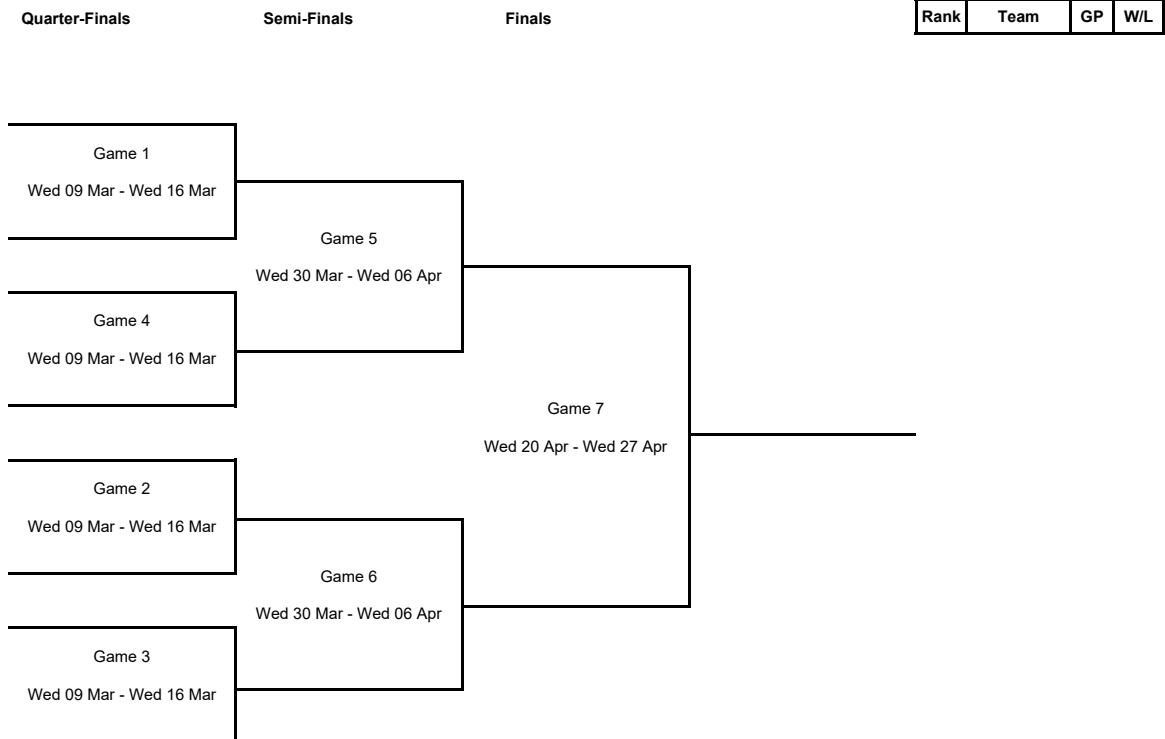 Quarter-Finals Semi-Finals Finals Rank Team GP W/L
Game 1
Wed 09 Mar - Wed 16 Mar
Game 5
Wed 30 Mar - Wed 06 Apr
Game 4
Wed 09 Mar - Wed 16 Mar
Game 7
Wed 20 Apr - Wed 27 Apr
Game 2
Wed 09 Mar - Wed 16 Mar
Game 6
Wed 30 Mar - Wed 06 Apr
Game 3
Wed 09 Mar - Wed 16 Mar